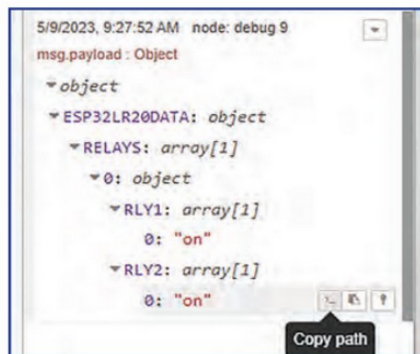 5/9/2023, 9:27:52 AM node: debug 9
msg.payload : Object
object
ESP32LR20DATA: object
RELAYS: array[1]
0: object
RLY1: array[1]
0: "on"
RLY2: array[1]
0: "on"
Copy path